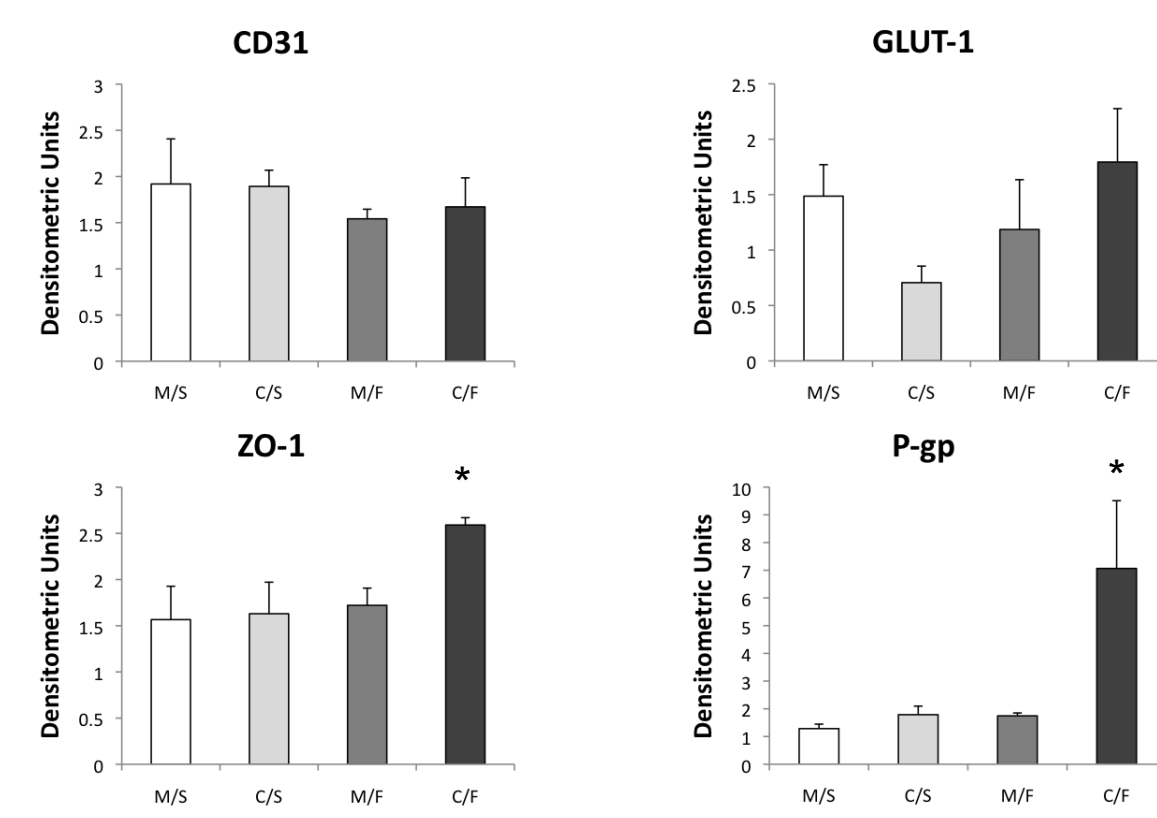 CD31
Densitometric Units
3
2.5
2
1.5
1
0.5
0
M/S C/S M/F C/F
GLUT-1
Densitometric Units
2.5
2
1.5
1
0.5
0
M/S C/S M/F C/F
ZO-1
*
Densitometric Units
3
2.5
2
1.5
1
0.5
0
M/S C/S M/F C/F
P-gp
*
Densitometric Units
10
9
8
7
6
5
4
3
2
1
0
M/S C/S M/F C/F